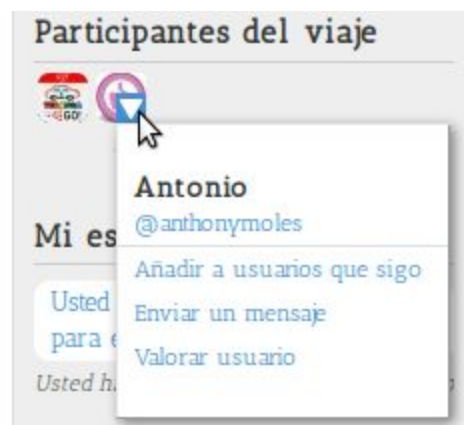 Participantes del viaje
GO!
Antonio
@anthonymoles
Mi es
Añadir a usuarios que sigo
Usted
Enviar un mensaje
para e
Valorar usuario
Usted h